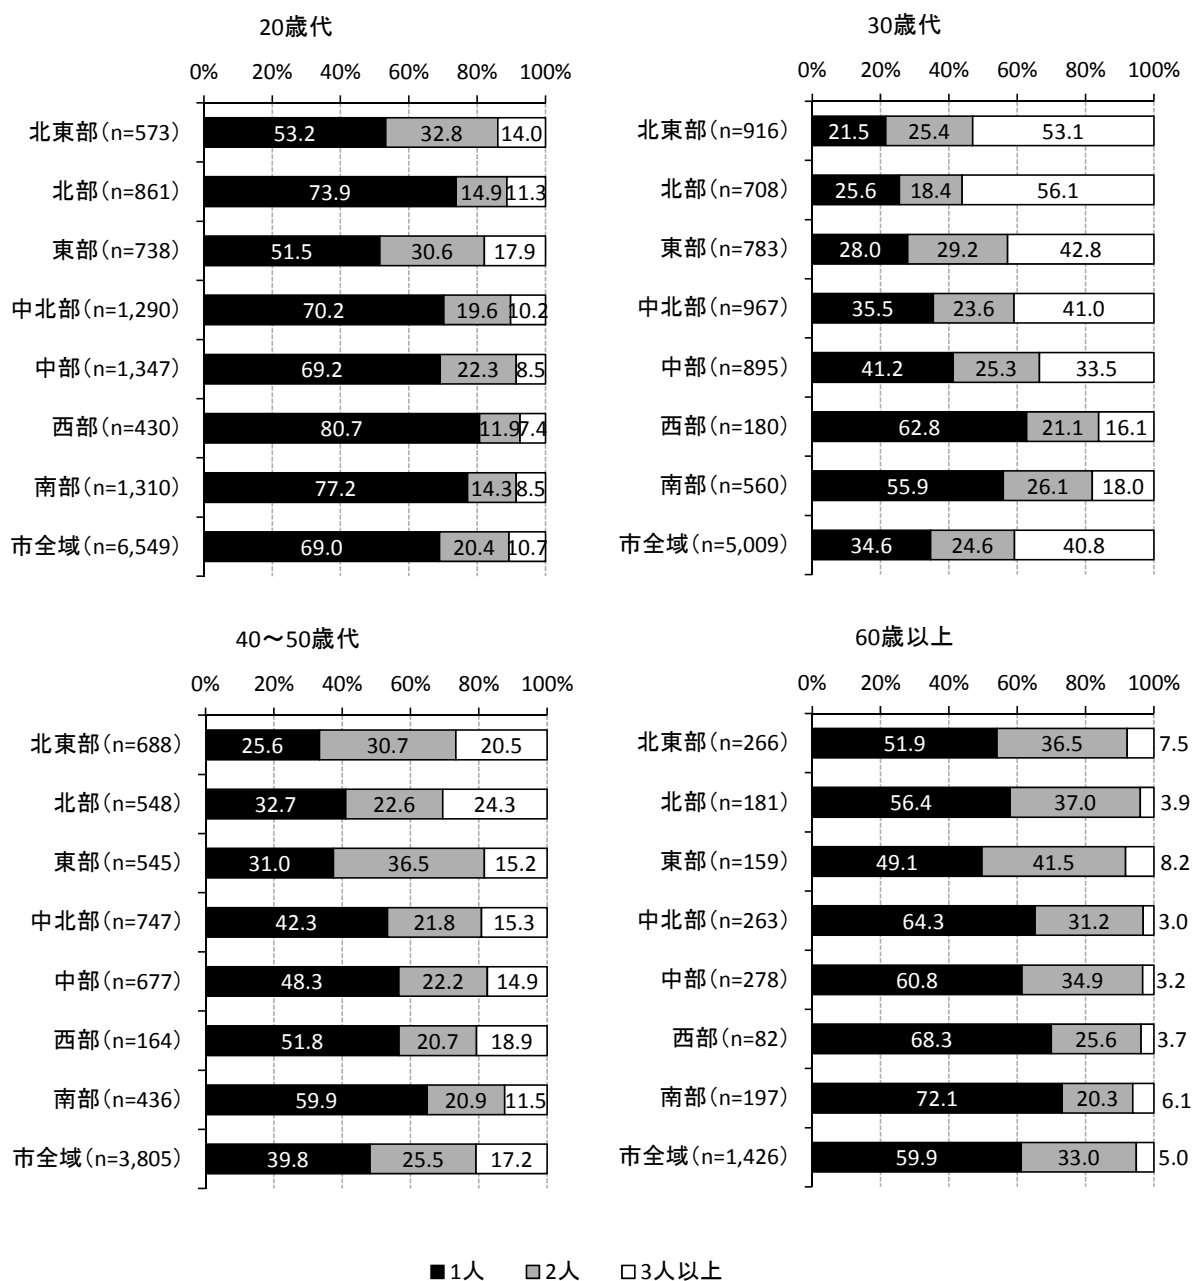 20歳代
0% 20% 40% 60% 80% 100%
北東部(n=573) 53.2 32.8 14.0
北部(n=861) 73.9 14.9 11.3
東部(n=738) 51.5 30.6 17.9
中北部(n=1,290) 70.2 19.6 10.2
中部(n=1,347) 69.2 22.3 8.5
西部(n=430) 80.7 11.9 7.4
南部(n=1,310) 77.2 14.3 8.5
市全域(n=6,549) 69.0 20.4 10.7
30歳代
0% 20% 40% 60% 80% 100%
北東部(n=916) 21.5 25.4 53.1
北部(n=708) 25.6 18.4 56.1
東部(n=783) 28.0 29.2 42.8
中北部(n=967) 35.5 23.6 41.0
中部(n=895) 41.2 25.3 33.5
西部(n=180) 62.8 21.1 16.1
南部(n=560) 55.9 26.1 18.0
市全域(n=5,009) 34.6 24.6 40.8
40～50歳代
0% 20% 40% 60% 80% 100%
北東部(n=688) 25.6 30.7 20.5
北部(n=548) 32.7 22.6 24.3
東部(n=545) 31.0 36.5 15.2
中北部(n=747) 42.3 21.8 15.3
中部(n=677) 48.3 22.2 14.9
西部(n=164) 51.8 20.7 18.9
南部(n=436) 59.9 20.9 11.5
市全域(n=3,805) 39.8 25.5 17.2
60歳以上
0% 20% 40% 60% 80% 100%
北東部(n=266) 51.9 36.5 7.5
北部(n=181) 56.4 37.0 3.9
東部(n=159) 49.1 41.5 8.2
中北部(n=263) 64.3 31.2 3.0
中部(n=278) 60.8 34.9 3.2
西部(n=82) 68.3 25.6 3.7
南部(n=197) 72.1 20.3 6.1
市全域(n=1,426) 59.9 33.0 5.0
1人 2人 3人以上